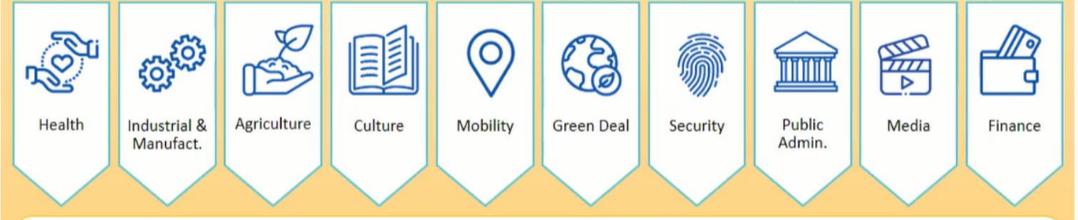 Health
Industrial &
Manufact.
Agriculture
Culture
Mobility
Green Deal
Security
Public
Admin.
Media
Finance